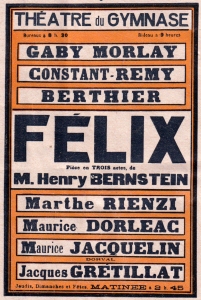 THÉATRE du GYMNASE
Bureaux à 8 h. 30 Rideau à 9 heures
GABY MORLAY
CONSTANT-REMY
BERTHIER
FÉLIX
Pièce en TROIS actes, de
M. Henry BERNSTEIN
Marthe RIENZI
Maurice DORLEAC
Maurice JACQUELIN
DORVAL
Jacques GRÉTILLAT
Jeudis, Dimanches et Fêtes, MATINÉE à 2 h. 45